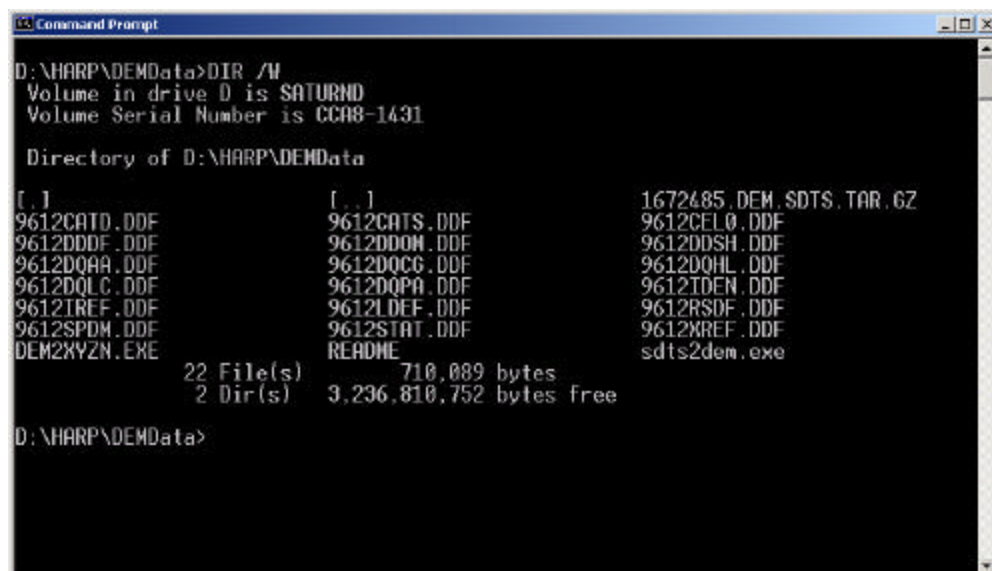 Command Prompt
D:\HARP\DEMData>DIR /W
Volume in drive D is SATURND
Volume Serial Number is CCA8-1431
Directory of D:\HARP\DEMData
[.] [..] 1672485.DEM.SDTS.TAR.GZ
9612CATD.DDF 9612CATS.DDF 9612CEL0.DDF
9612DDDF.DDF 9612DDOM.DDF 9612DDSH.DDF
9612DQAA.DDF 9612DQCG.DDF 9612DQHL.DDF
9612DQLC.DDF 9612DQPA.DDF 9612IDEN.DDF
9612IREF.DDF 9612LDEF.DDF 9612RSDF.DDF
9612SPDM.DDF 9612STAT.DDF 9612XREF.DDF
DEM2XYZN.EXE README sdts2dem.exe
22 File(s) 710,089 bytes
2 Dir(s) 3,236,810,752 bytes free
D:\HARP\DEMData>